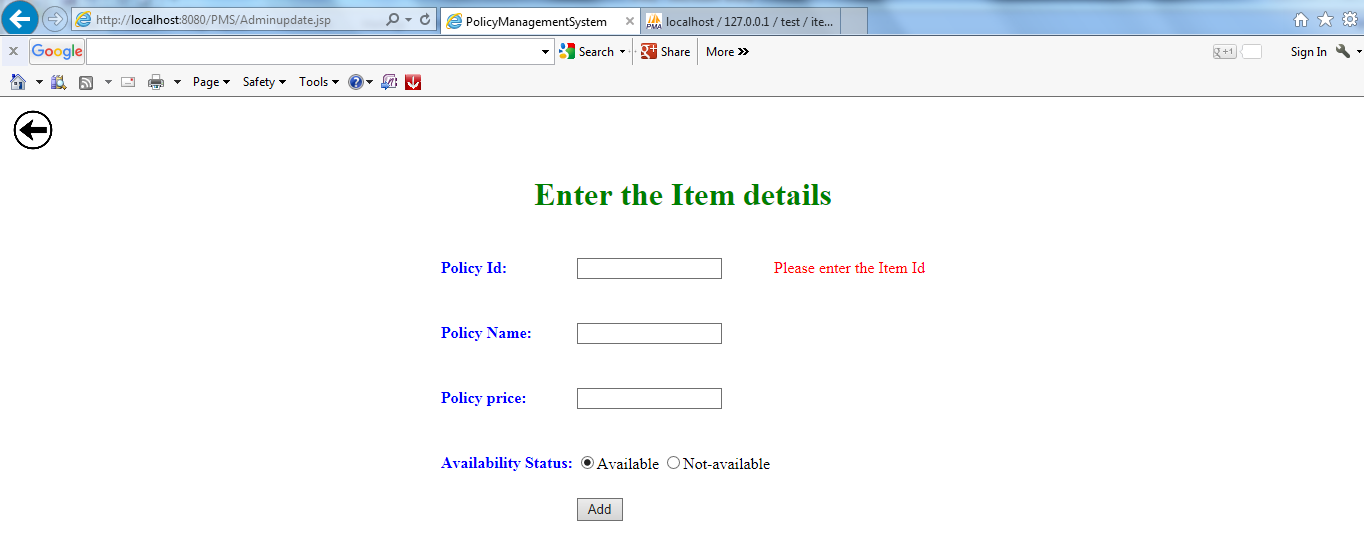 http://localhost:8080/PMS/Adminupdate.jsp PolicyManagementSystem localhost / 127.0.0.1 / test / ite...
x Google Search Share More » g+1 Sign In
Page Safety Tools
Enter the Item details
Policy Id: Please enter the Item Id
Policy Name:
Policy price:
Availability Status: Available Not-available
Add